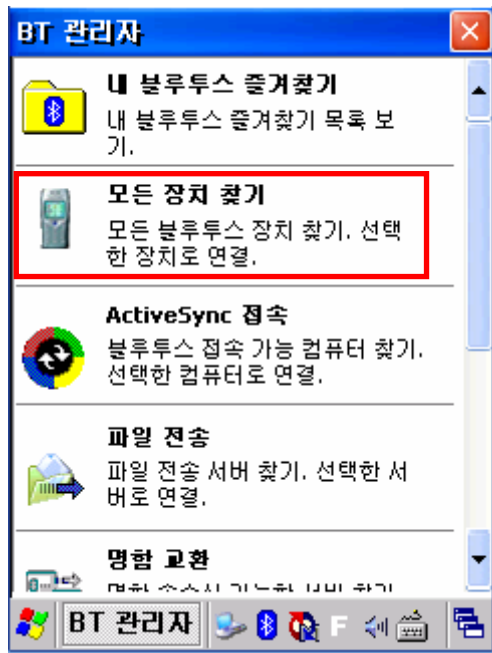 BT 관리자
내 블루투스 즐겨찾기
내 블루투스 즐겨찾기 목록 보
기.
모든 장치 찾기
모든 블루투스 장치 찾기. 선택
한 장치로 연결.
ActiveSync 접속
블루투스 접속 가능 컴퓨터 찾기.
선택한 컴퓨터로 연결.
파일 전송
파일 전송 서버 찾기. 선택한 서
버로 연결.
명함 교환
BT 관리자
F